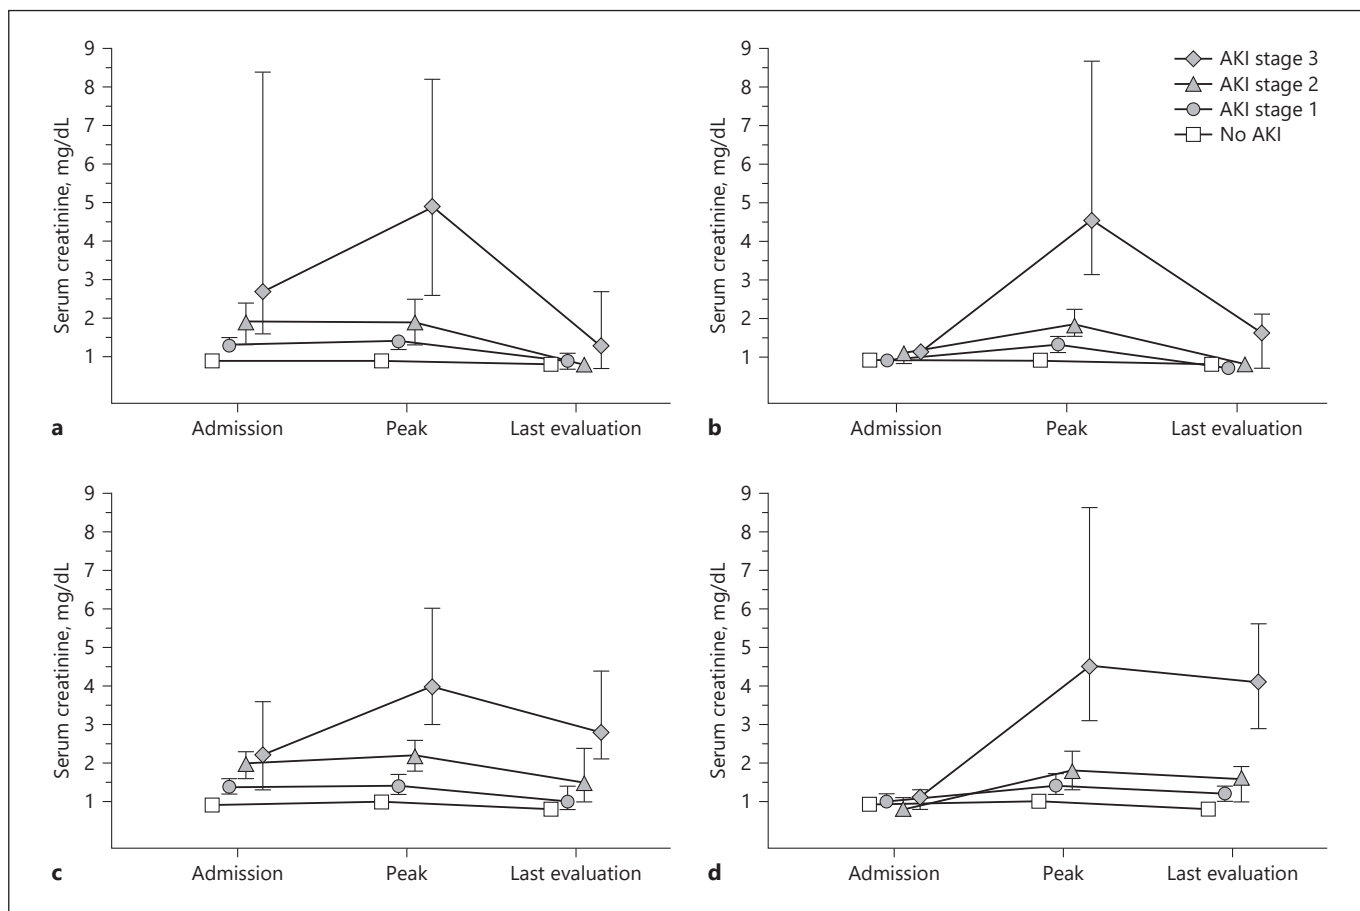 9
8
7
6
5
4
3
2
1
Serum creatinine, mg/dL
Admission
Peak
Last evaluation
a
9
8
7
6
5
4
3
2
1
Serum creatinine, mg/dL
Admission
Peak
Last evaluation
b
AKI stage 3
AKI stage 2
AKI stage 1
No AKI
9
8
7
6
5
4
3
2
1
Serum creatinine, mg/dL
Admission
Peak
Last evaluation
c
9
8
7
6
5
4
3
2
1
Serum creatinine, mg/dL
Admission
Peak
Last evaluation
d